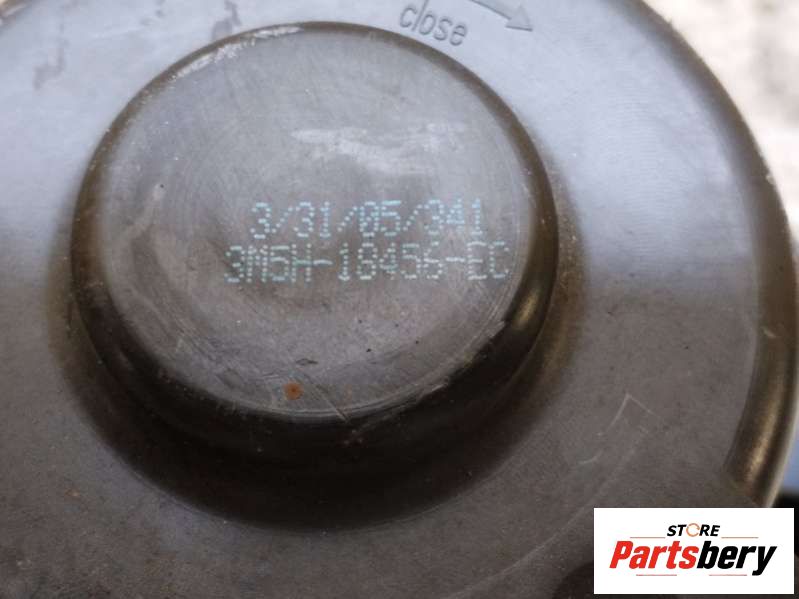 close
3/31/05/341
3M5H-18456-EC
STORE
Partsbery